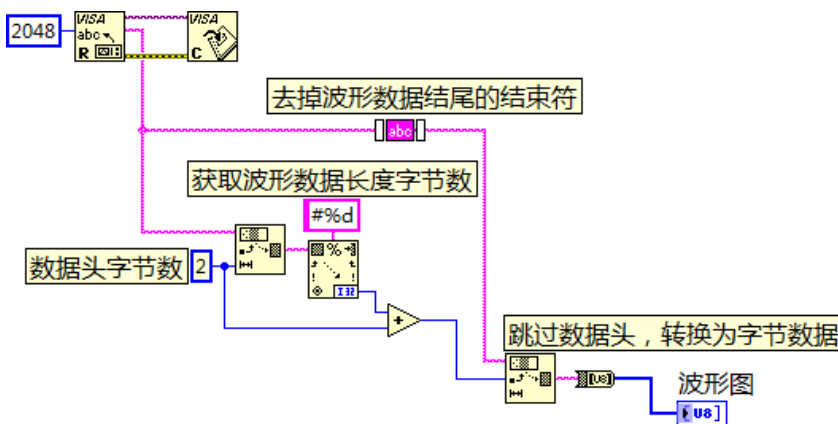 VISA
abc
R
VISA
C
2048
去掉波形数据结尾的结束符
abc
获取波形数据长度字节数
#%d
%
数据头字节数
2
I32
+
跳过数据头，转换为字节数据
[U8]
波形图
U8]